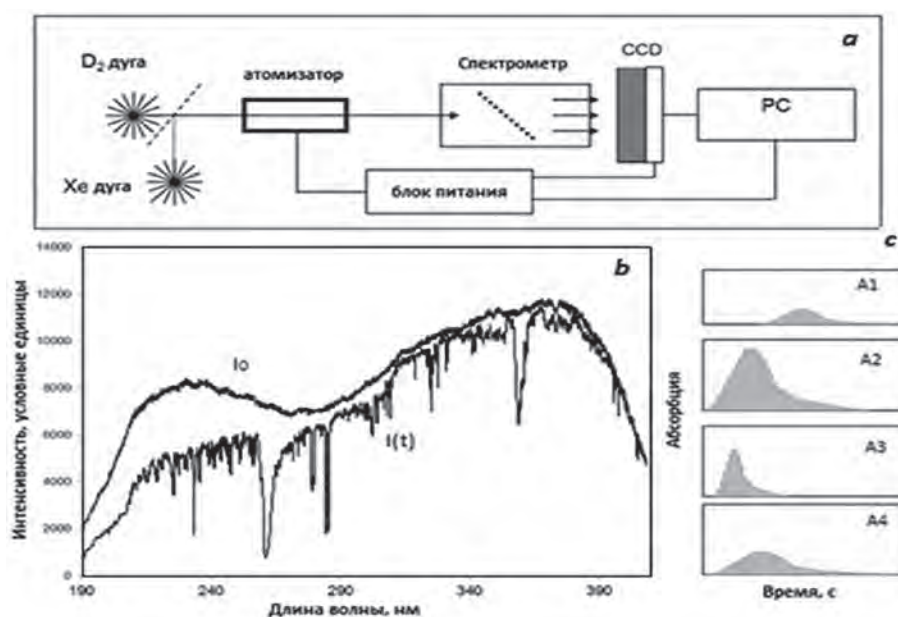 a
CCD
D₂ дуга
атомизатор
Спектрометр
PC
Xe дуга
блок питания
b
c
Интенсивность, условные единицы
14000
12000
10000
8000
6000
4000
2000
0
Io
I(t)
190
240
290
340
390
Длина волны, нм
Абсорбция
A1
A2
A3
A4
Время, с